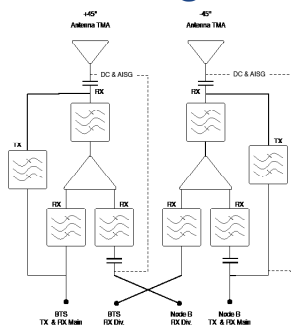 +45° -45°
Antenna TMA Antenna TMA
DC & AISG DC & AISG
RX RX
TX TX
RX RX RX RX
BTS BTS Node B Node B
TX & RX Main RX Div. RX Div. TX & RX Main